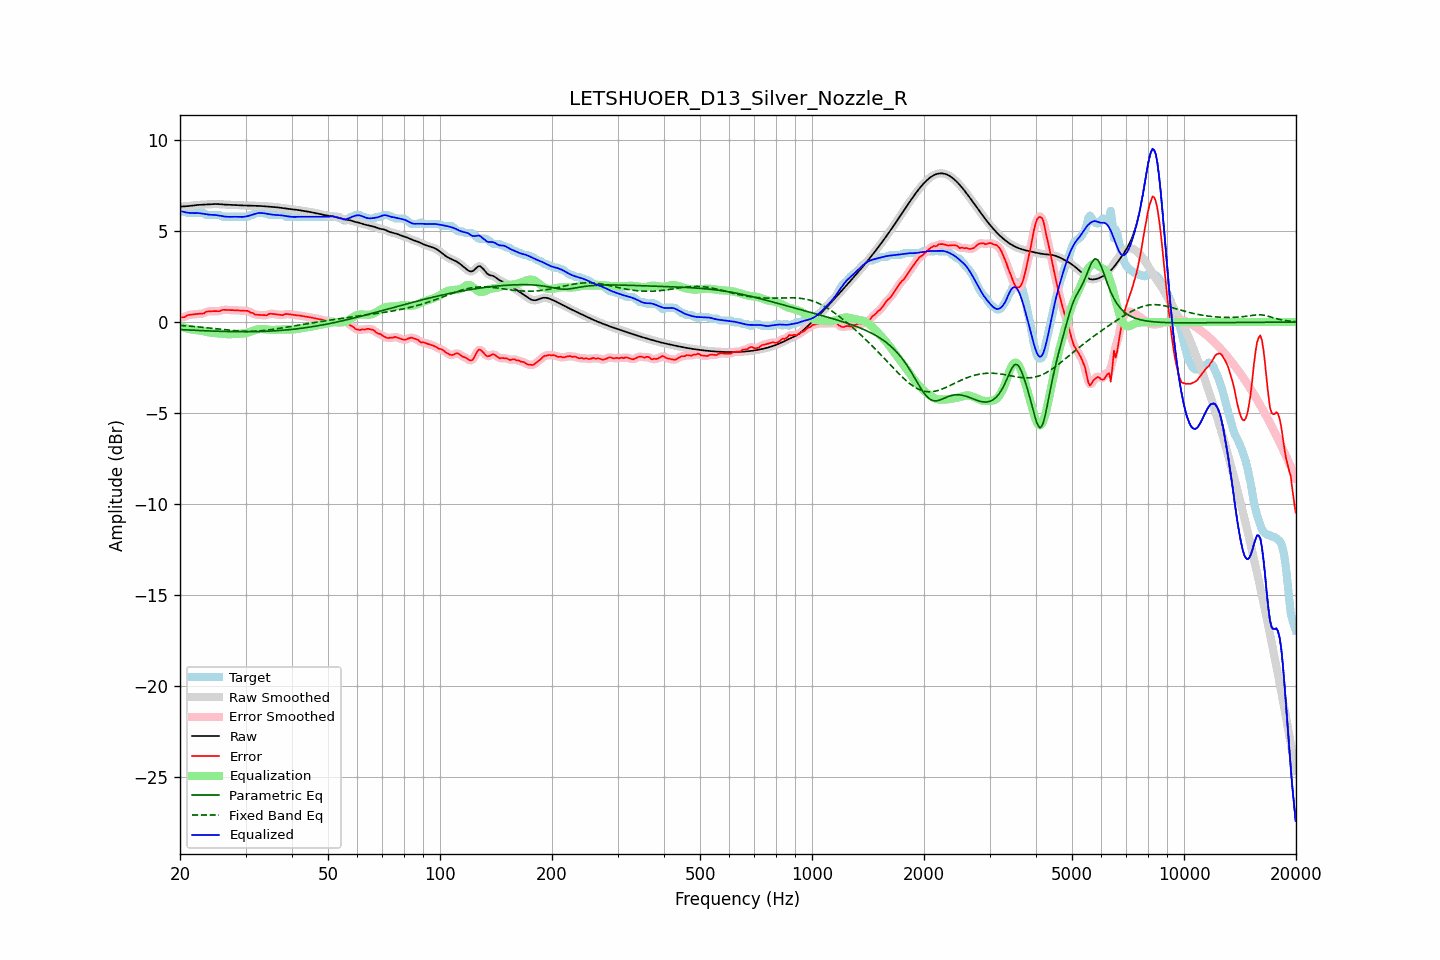 LETSHUOER_D13_Silver_Nozzle_R
10
5
0
−5
−10
−15
−20
−25
Amplitude (dBr)
Target
Raw Smoothed
Error Smoothed
Raw
Error
Equalization
Parametric Eq
Fixed Band Eq
Equalized
20 50 100 200 500 1000 2000 5000 10000 20000
Frequency (Hz)